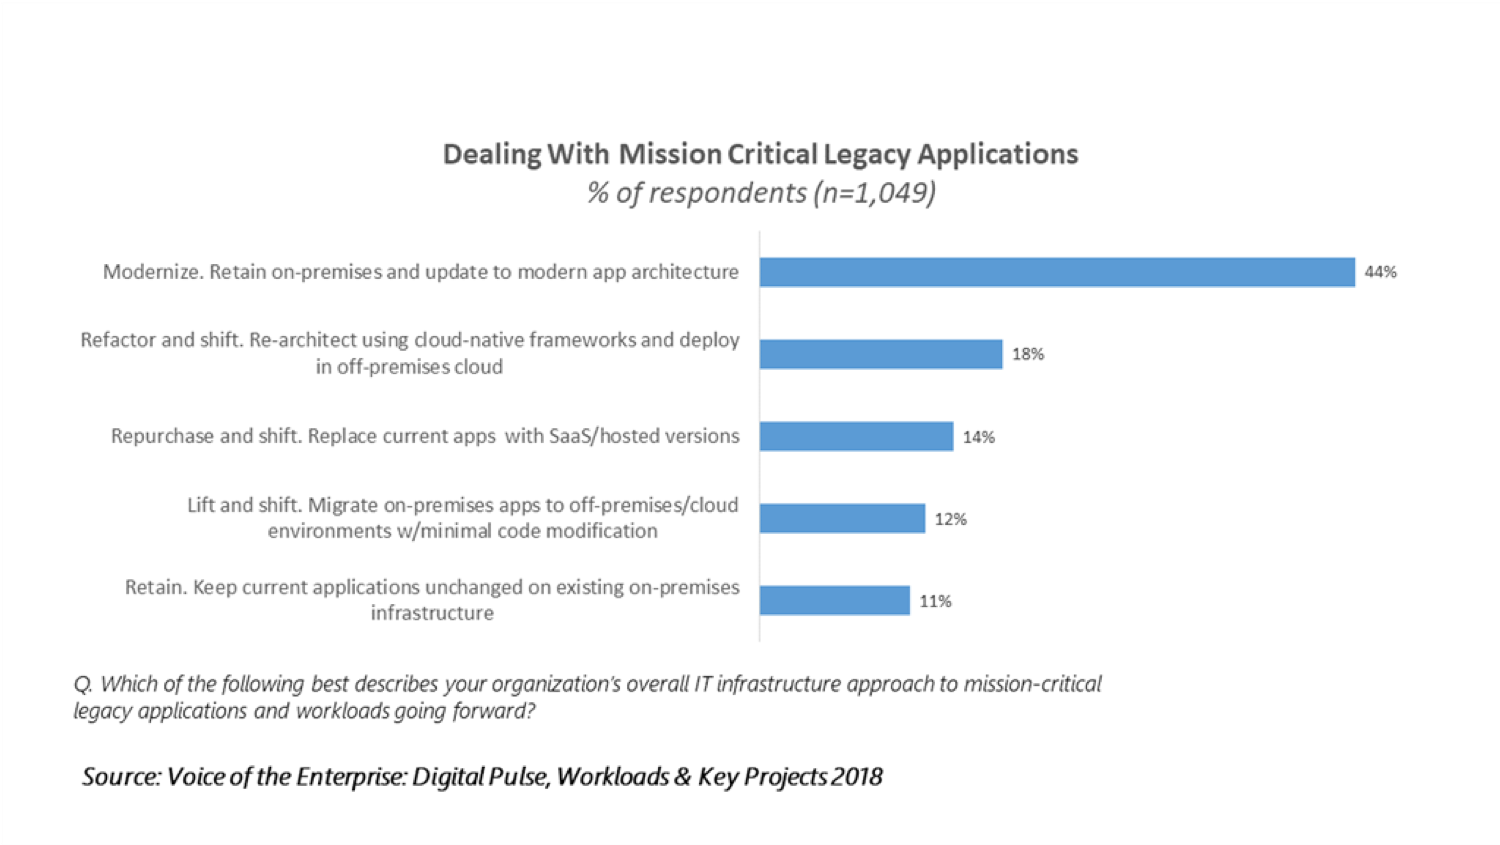 Dealing With Mission Critical Legacy Applications
% of respondents (n=1,049)
Modernize. Retain on-premises and update to modern app architecture
44%
Refactor and shift. Re-architect using cloud-native frameworks and deploy
in off-premises cloud
18%
Repurchase and shift. Replace current apps with SaaS/hosted versions
14%
Lift and shift. Migrate on-premises apps to off-premises/cloud
environments w/minimal code modification
12%
Retain. Keep current applications unchanged on existing on-premises
infrastructure
11%
Q. Which of the following best describes your organization's overall IT infrastructure approach to mission-critical
legacy applications and workloads going forward?
Source: Voice of the Enterprise: Digital Pulse, Workloads & Key Projects 2018